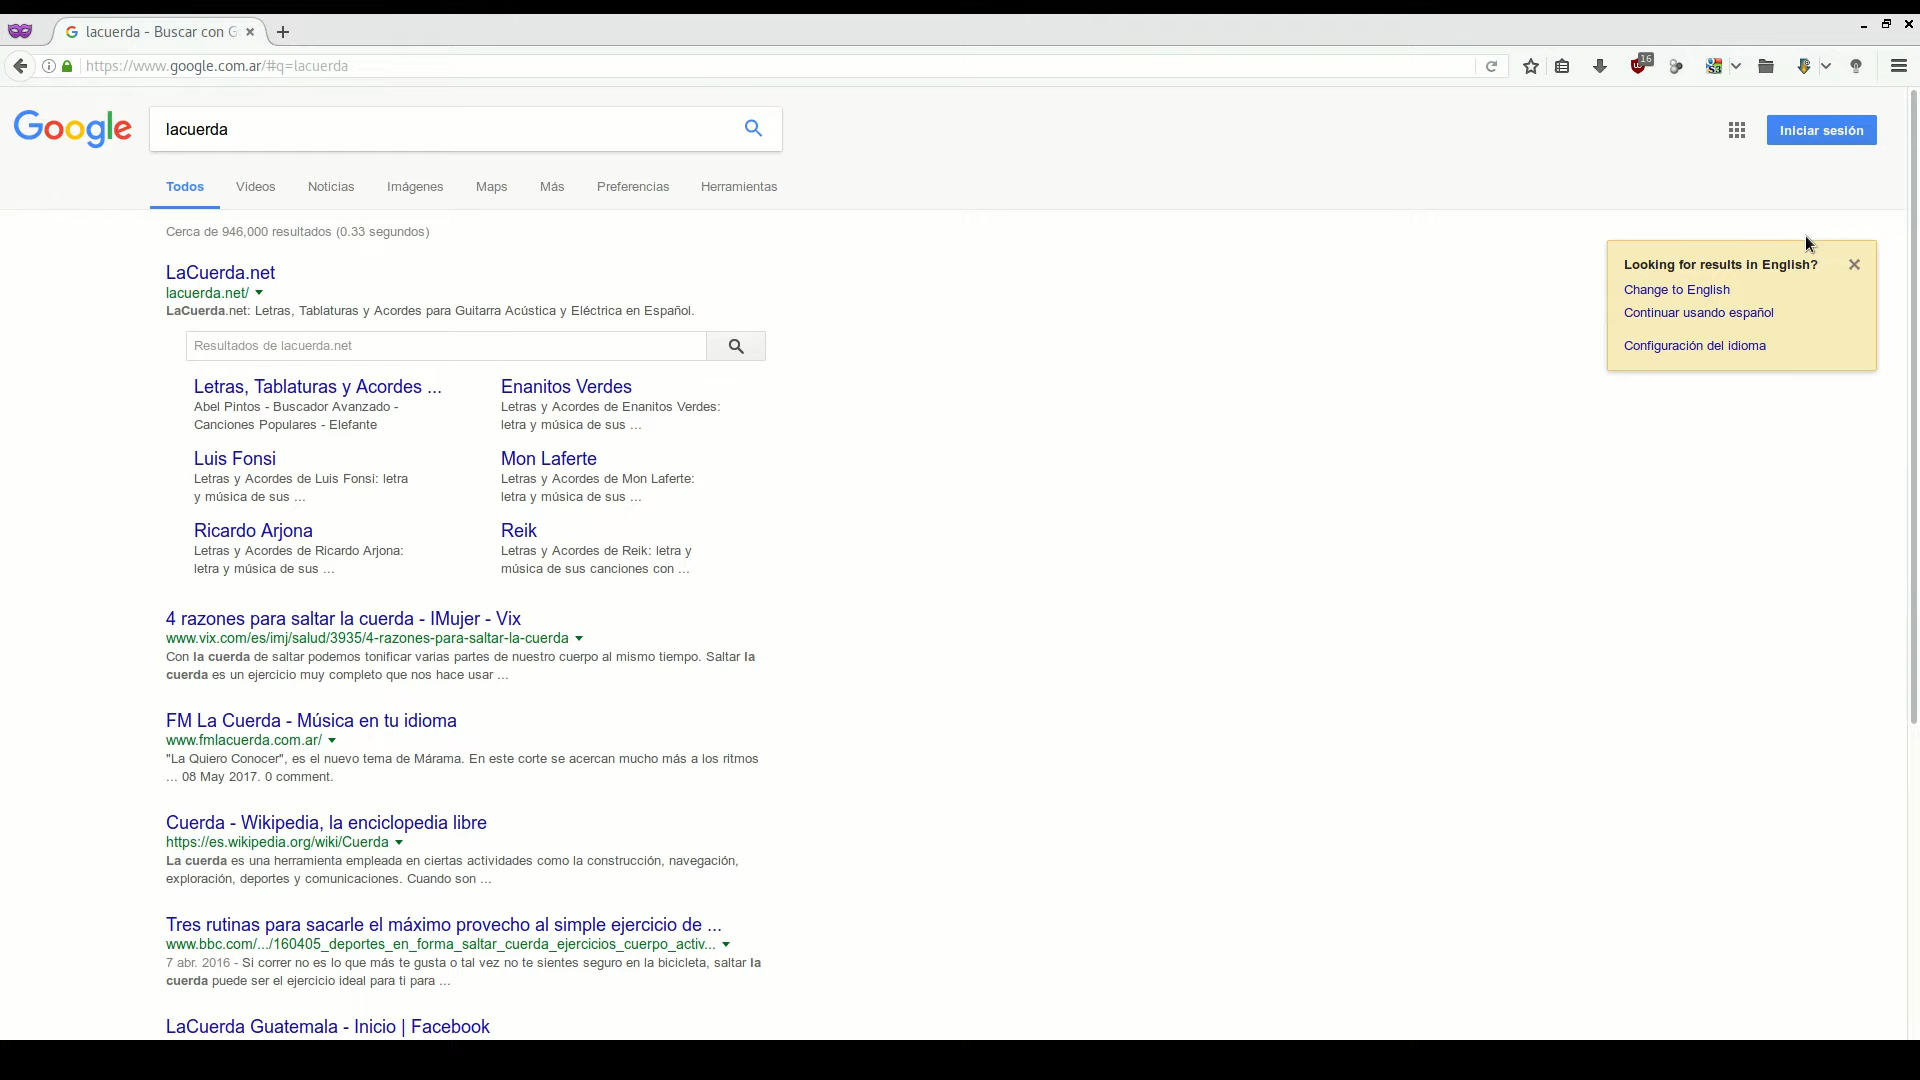 lacuerda - Buscar con G
https://www.google.com.ar/#q=lacuerda
16
Google
lacuerda
Iniciar sesión
Todos Videos Noticias Imágenes Maps Más Preferencias Herramientas
Cerca de 946,000 resultados (0.33 segundos)
Looking for results in English?
Change to English
Continuar usando español
Configuración del idioma
LaCuerda.net
lacuerda.net/
LaCuerda.net: Letras, Tablaturas y Acordes para Guitarra Acústica y Eléctrica en Español.
Resultados de lacuerda.net
Letras, Tablaturas y Acordes ...
Abel Pintos - Buscador Avanzado -
Canciones Populares - Elefante
Enanitos Verdes
Letras y Acordes de Enanitos Verdes:
letra y música de sus ...
Luis Fonsi
Letras y Acordes de Luis Fonsi: letra
y música de sus ...
Mon Laferte
Letras y Acordes de Mon Laferte:
letra y música de sus ...
Ricardo Arjona
Letras y Acordes de Ricardo Arjona:
letra y música de sus ...
Reik
Letras y Acordes de Reik: letra y
música de sus canciones con ...
4 razones para saltar la cuerda - IMujer - Vix
www.vix.com/es/imj/salud/3935/4-razones-para-saltar-la-cuerda
Con la cuerda de saltar podemos tonificar varias partes de nuestro cuerpo al mismo tiempo. Saltar la
cuerda es un ejercicio muy completo que nos hace usar ...
FM La Cuerda - Música en tu idioma
www.fmlacuerda.com.ar/
"La Quiero Conocer", es el nuevo tema de Márama. En este corte se acercan mucho más a los ritmos
... 08 May 2017. 0 comment.
Cuerda - Wikipedia, la enciclopedia libre
https://es.wikipedia.org/wiki/Cuerda
La cuerda es una herramienta empleada en ciertas actividades como la construcción, navegación,
exploración, deportes y comunicaciones. Cuando son ...
Tres rutinas para sacarle el máximo provecho al simple ejercicio de ...
www.bbc.com/.../160405_deportes_en_forma_saltar_cuerda_ejercicios_cuerpo_activ...
7 abr. 2016 - Si correr no es lo que más te gusta o tal vez no te sientes seguro en la bicicleta, saltar la
cuerda puede ser el ejercicio ideal para ti para ...
LaCuerda Guatemala - Inicio | Facebook